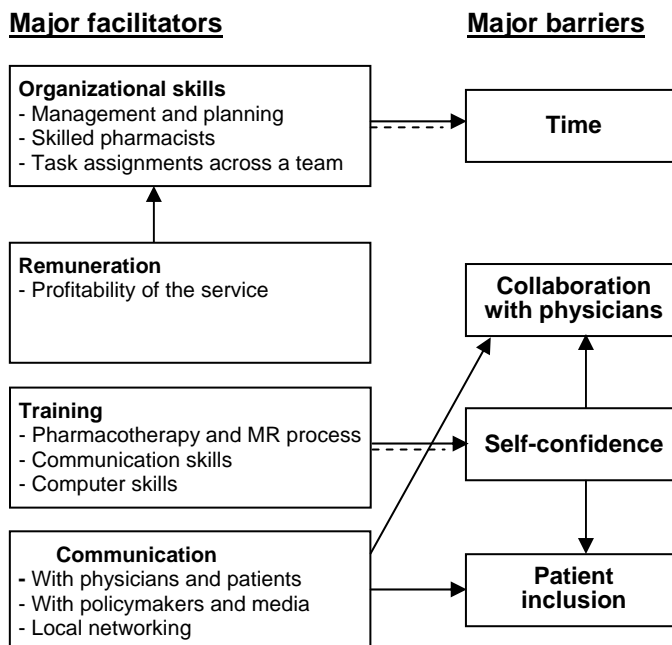 Major facilitators
Major barriers
Organizational skills
- Management and planning
- Skilled pharmacists
- Task assignments across a team
Time
Remuneration
- Profitability of the service
Collaboration
with physicians
Training
- Pharmacotherapy and MR process
- Communication skills
- Computer skills
Self-confidence
Communication
- With physicians and patients
- With policymakers and media
- Local networking
Patient
inclusion